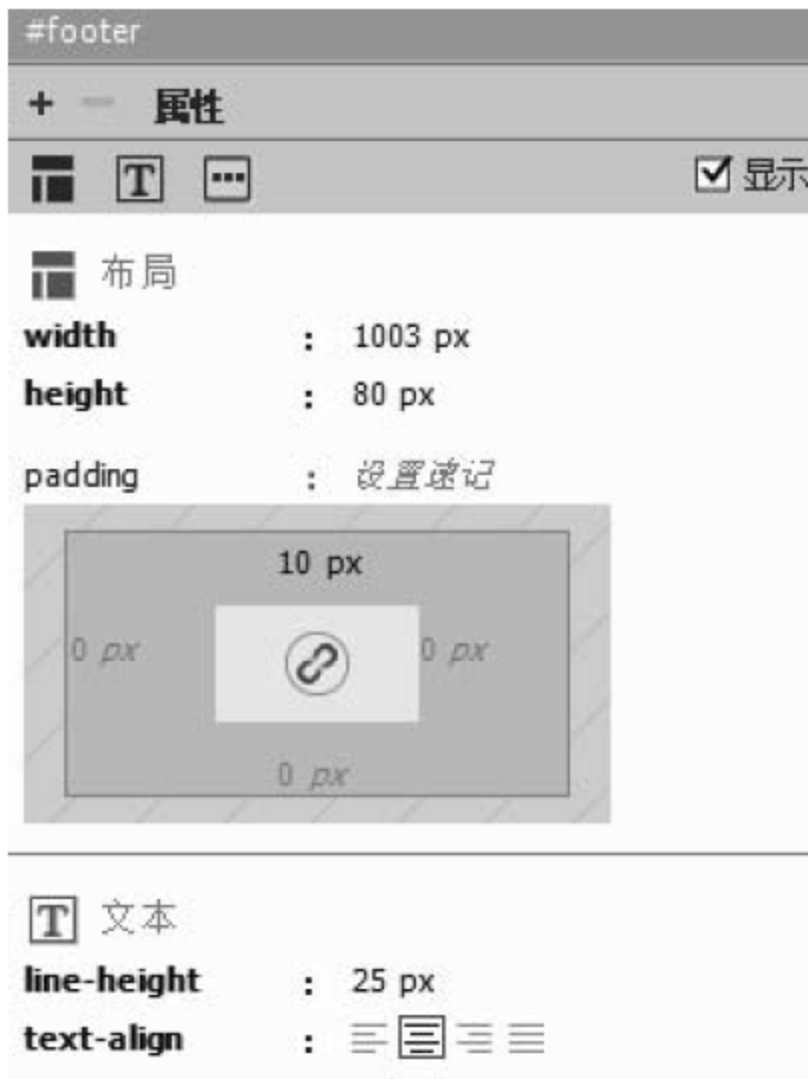 #footer
+ − 属性
T ... 显示
布局
width : 1003 px
height : 80 px
padding : 设置速记
10 px
0 px 0 px
0 px
T 文本
line-height : 25 px
text-align :